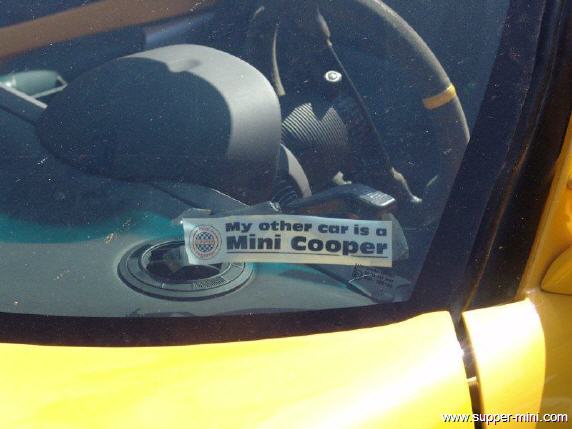 My other car is a
Mini Cooper
www.supper-mini.com